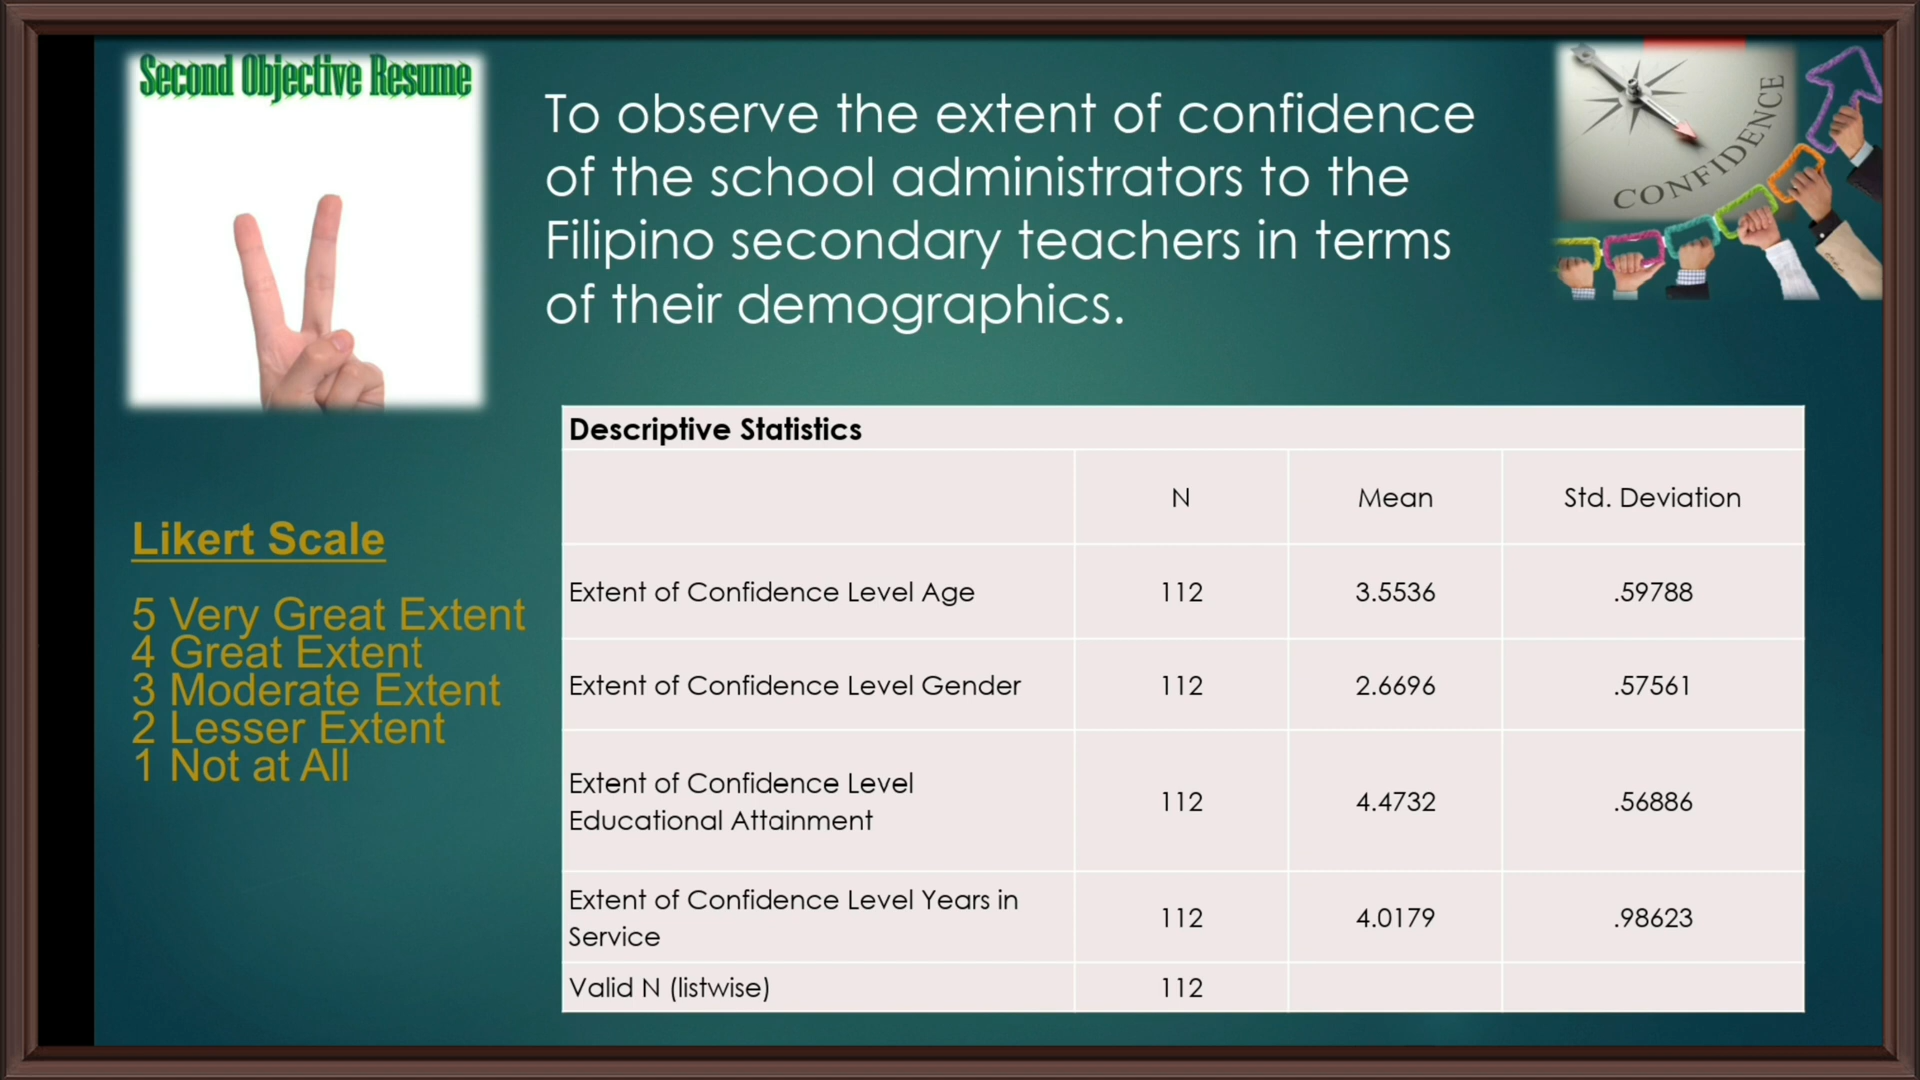 Second Objective Resume
To observe the extent of confidence
of the school administrators to the
Filipino secondary teachers in terms
of their demographics.
CONFIDENCE
Likert Scale
5 Very Great Extent
4 Great Extent
3 Moderate Extent
2 Lesser Extent
1 Not at All
Descriptive Statistics
N Mean Std. Deviation
Extent of Confidence Level Age 112 3.5536 .59788
Extent of Confidence Level Gender 112 2.6696 .57561
Extent of Confidence Level
Educational Attainment 112 4.4732 .56886
Extent of Confidence Level Years in
Service 112 4.0179 .98623
Valid N (listwise) 112